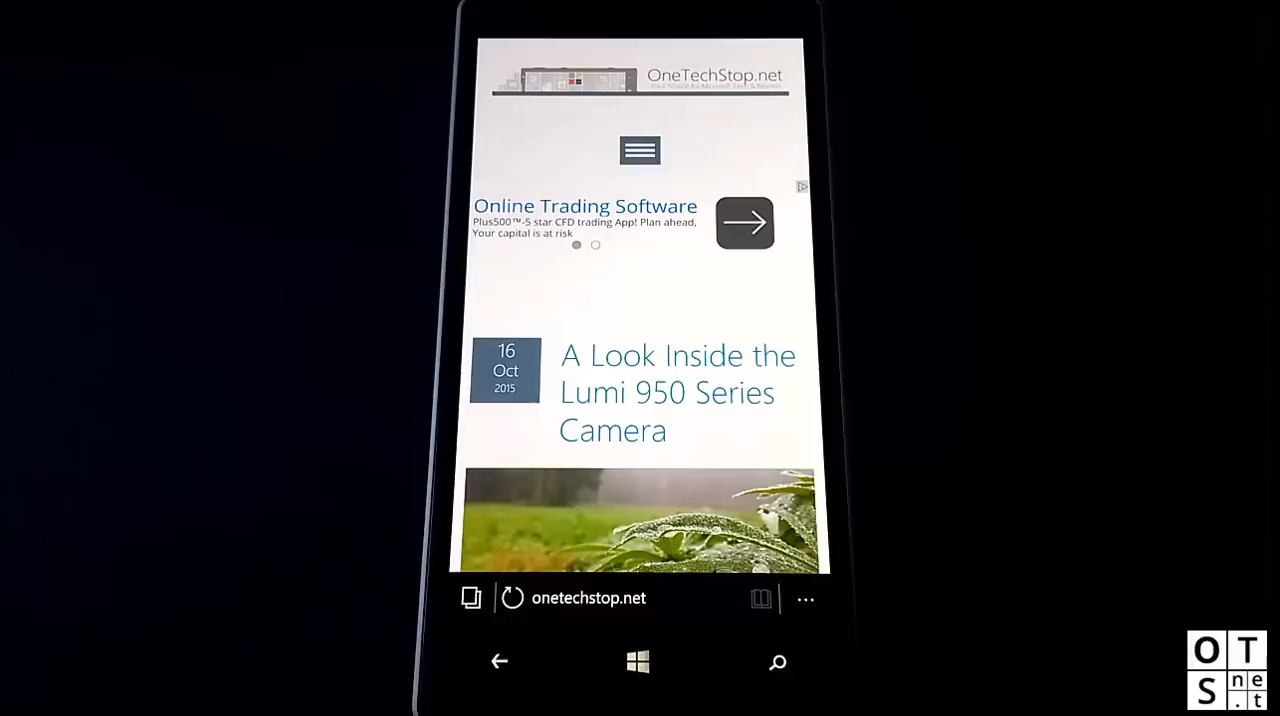 OneTechStop.net
Online Trading Software
Plus500™-5 star CFD trading App! Plan ahead,
Your capital is at risk
16
Oct
2015
A Look Inside the
Lumi 950 Series
Camera
onetechstop.net
...
O T
S ne
.t